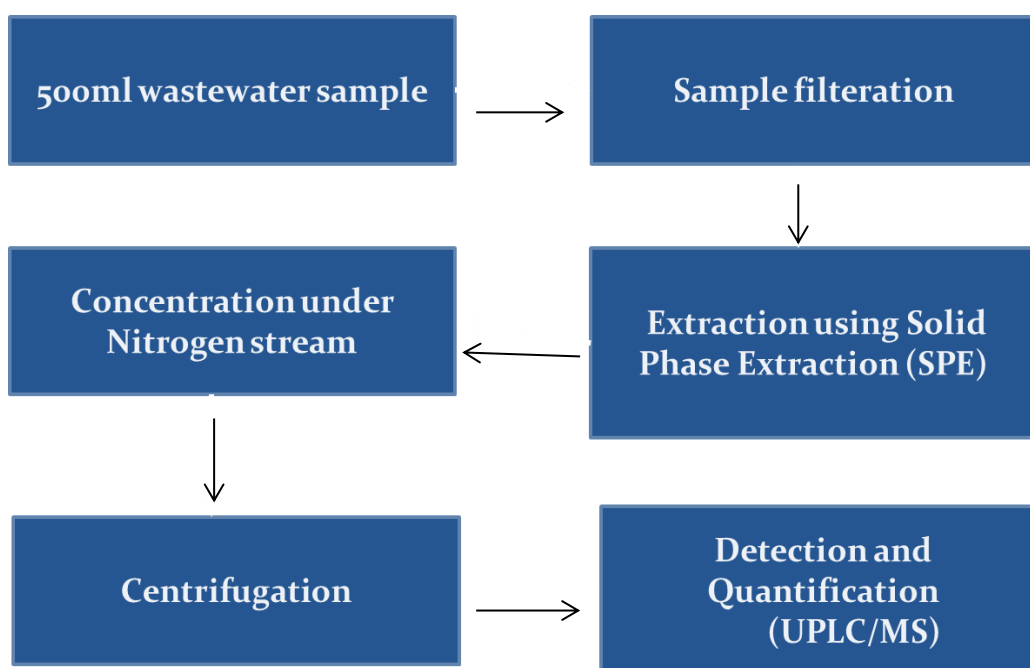 500ml wastewater sample
Sample filteration
Extraction using Solid
Phase Extraction (SPE)
Concentration under
Nitrogen stream
Centrifugation
Detection and
Quantification
(UPLC/MS)